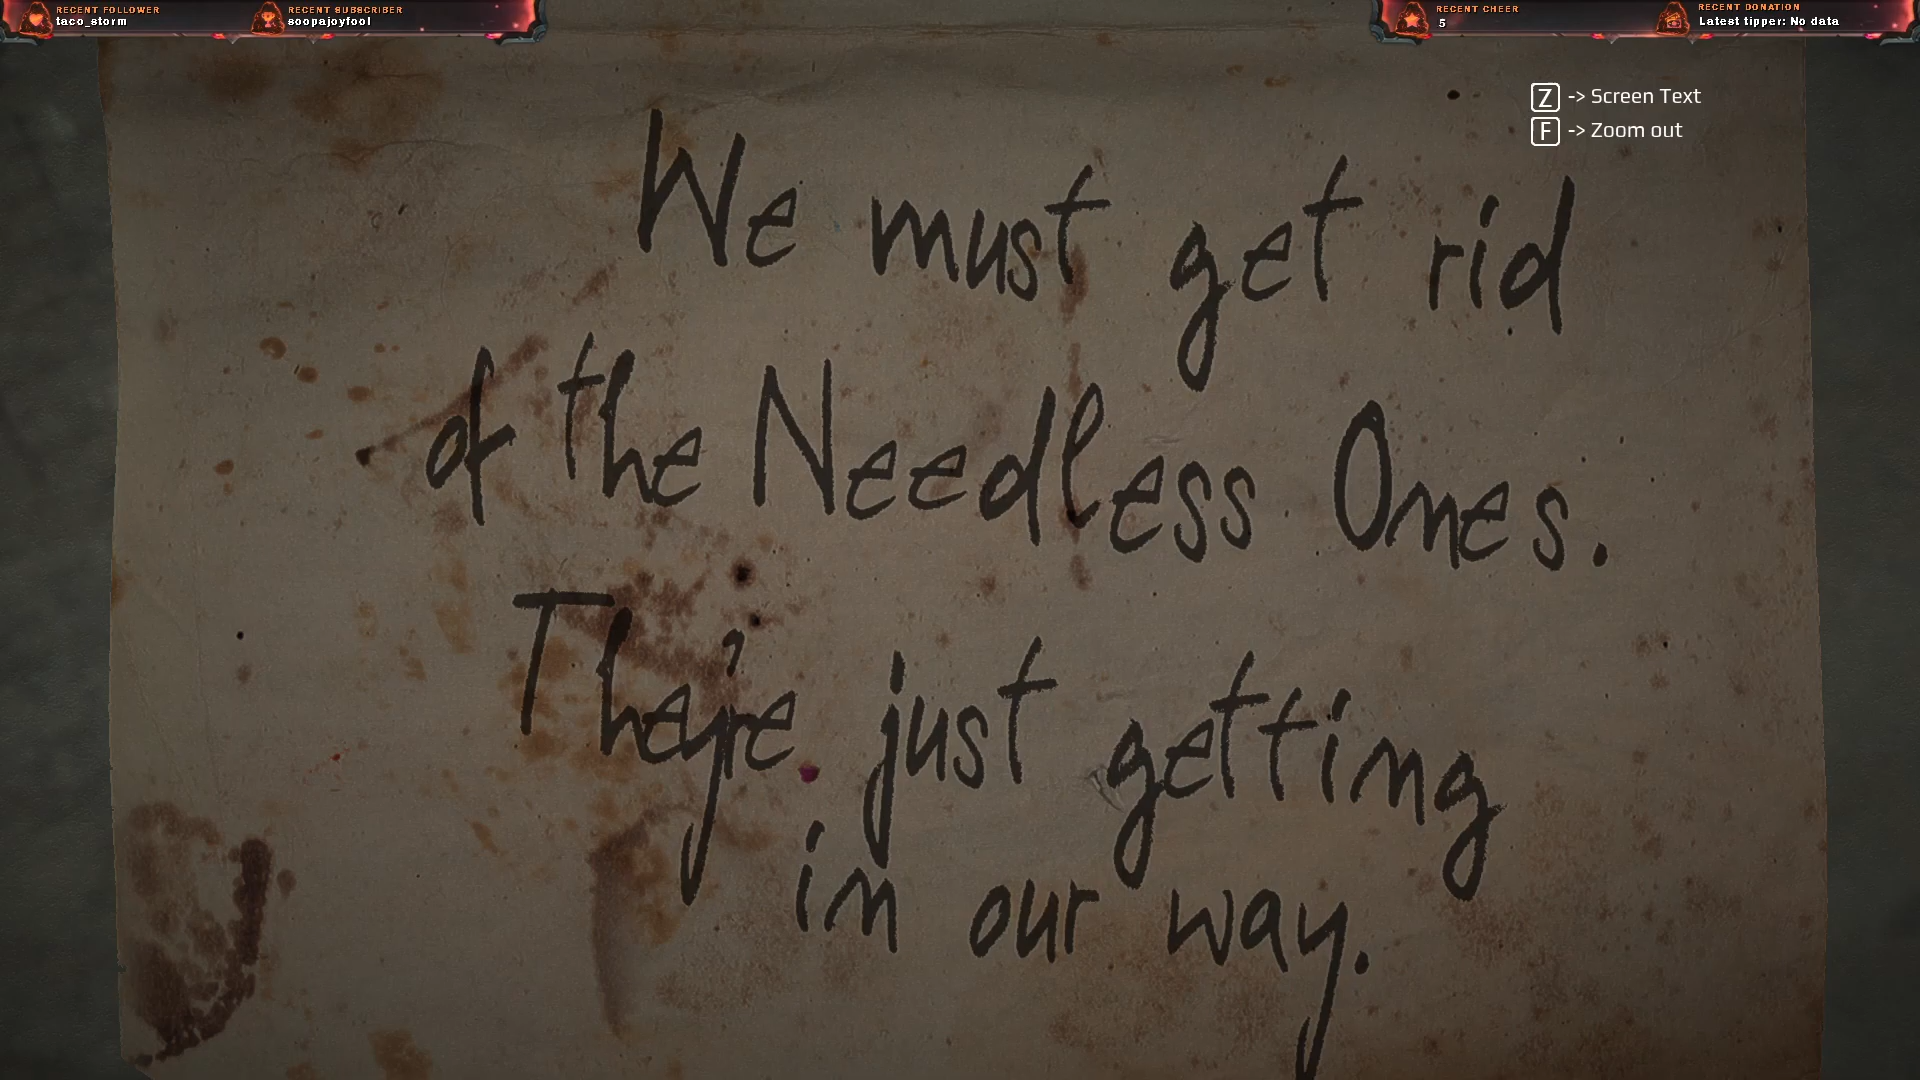 RECENT FOLLOWER
taco_storm
RECENT SUBSCRIBER
soopajoyfool
RECENT CHEER
5
RECENT DONATION
Latest tipper: No data
Z -> Screen Text
F -> Zoom out
We must get rid
of the Needless Ones.
They're just getting
in our way.